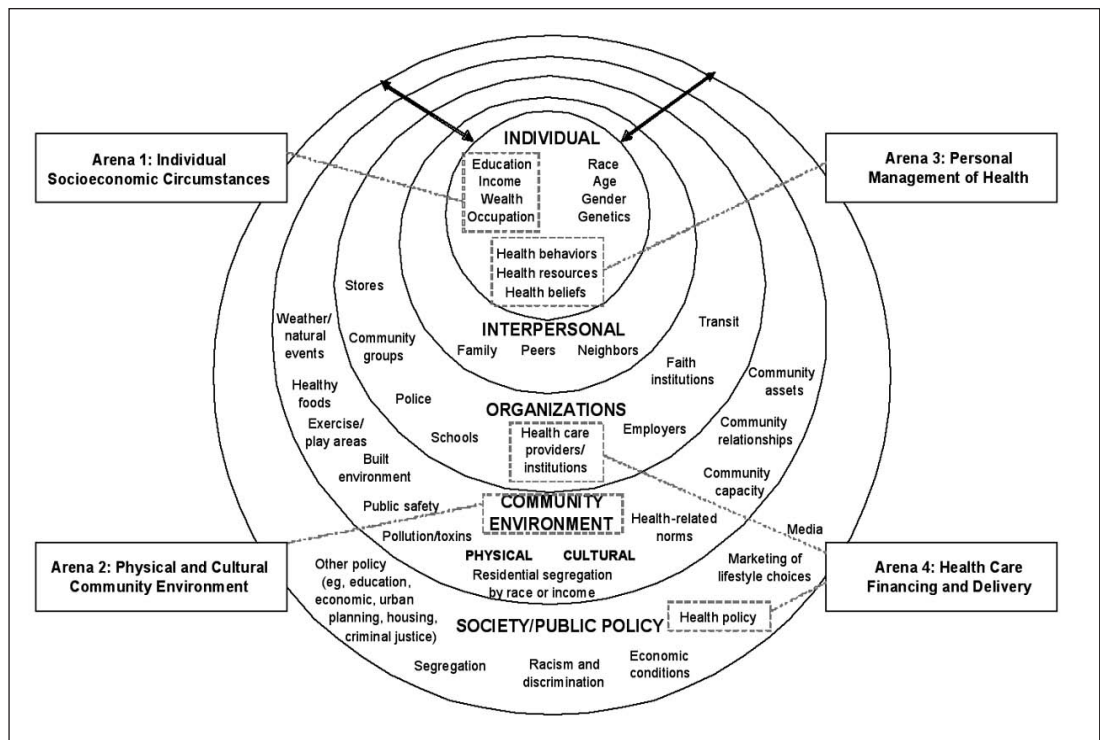 INDIVIDUAL
Education
Income
Wealth
Occupation
Race
Age
Gender
Genetics
Health behaviors
Health resources
Health beliefs
Arena 1: Individual
Socioeconomic Circumstances
Arena 3: Personal
Management of Health
INTERPERSONAL
Family Peers Neighbors
Stores
Community
groups
Police
Schools
Transit
Faith
institutions
Employers
ORGANIZATIONS
Health care
providers/
institutions
Weather/
natural
events
Healthy
foods
Exercise/
play areas
Built
environment
Public safety
Pollution/toxins
Community
assets
Community
relationships
Community
capacity
Health-related
norms
COMMUNITY
ENVIRONMENT
PHYSICAL CULTURAL
Residential segregation
by race or income
Arena 2: Physical and Cultural
Community Environment
Arena 4: Health Care
Financing and Delivery
Other policy
(eg, education,
economic, urban
planning, housing,
criminal justice)
Media
Marketing of
lifestyle choices
SOCIETY/PUBLIC POLICY
Health policy
Segregation
Racism and
discrimination
Economic
conditions